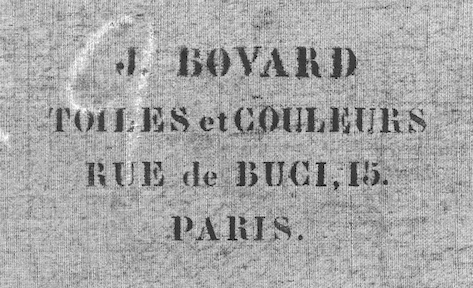 J. BOVARD
TOILES et COULEURS
RUE de BUCI, 15.
PARIS.